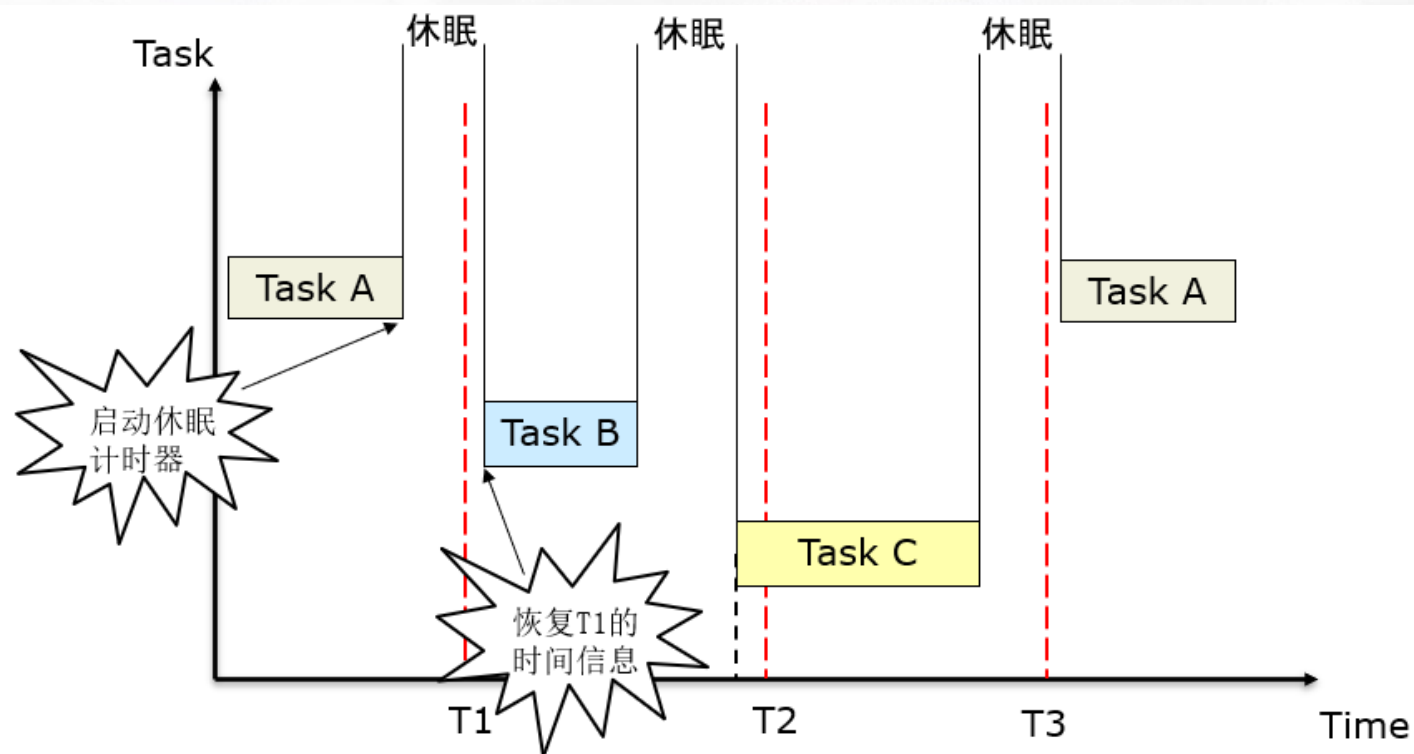 休眠
休眠
休眠
Task
Task A
Task A
启动休眠
计时器
Task B
Task C
恢复T1的
时间信息
T1
T2
T3
Time